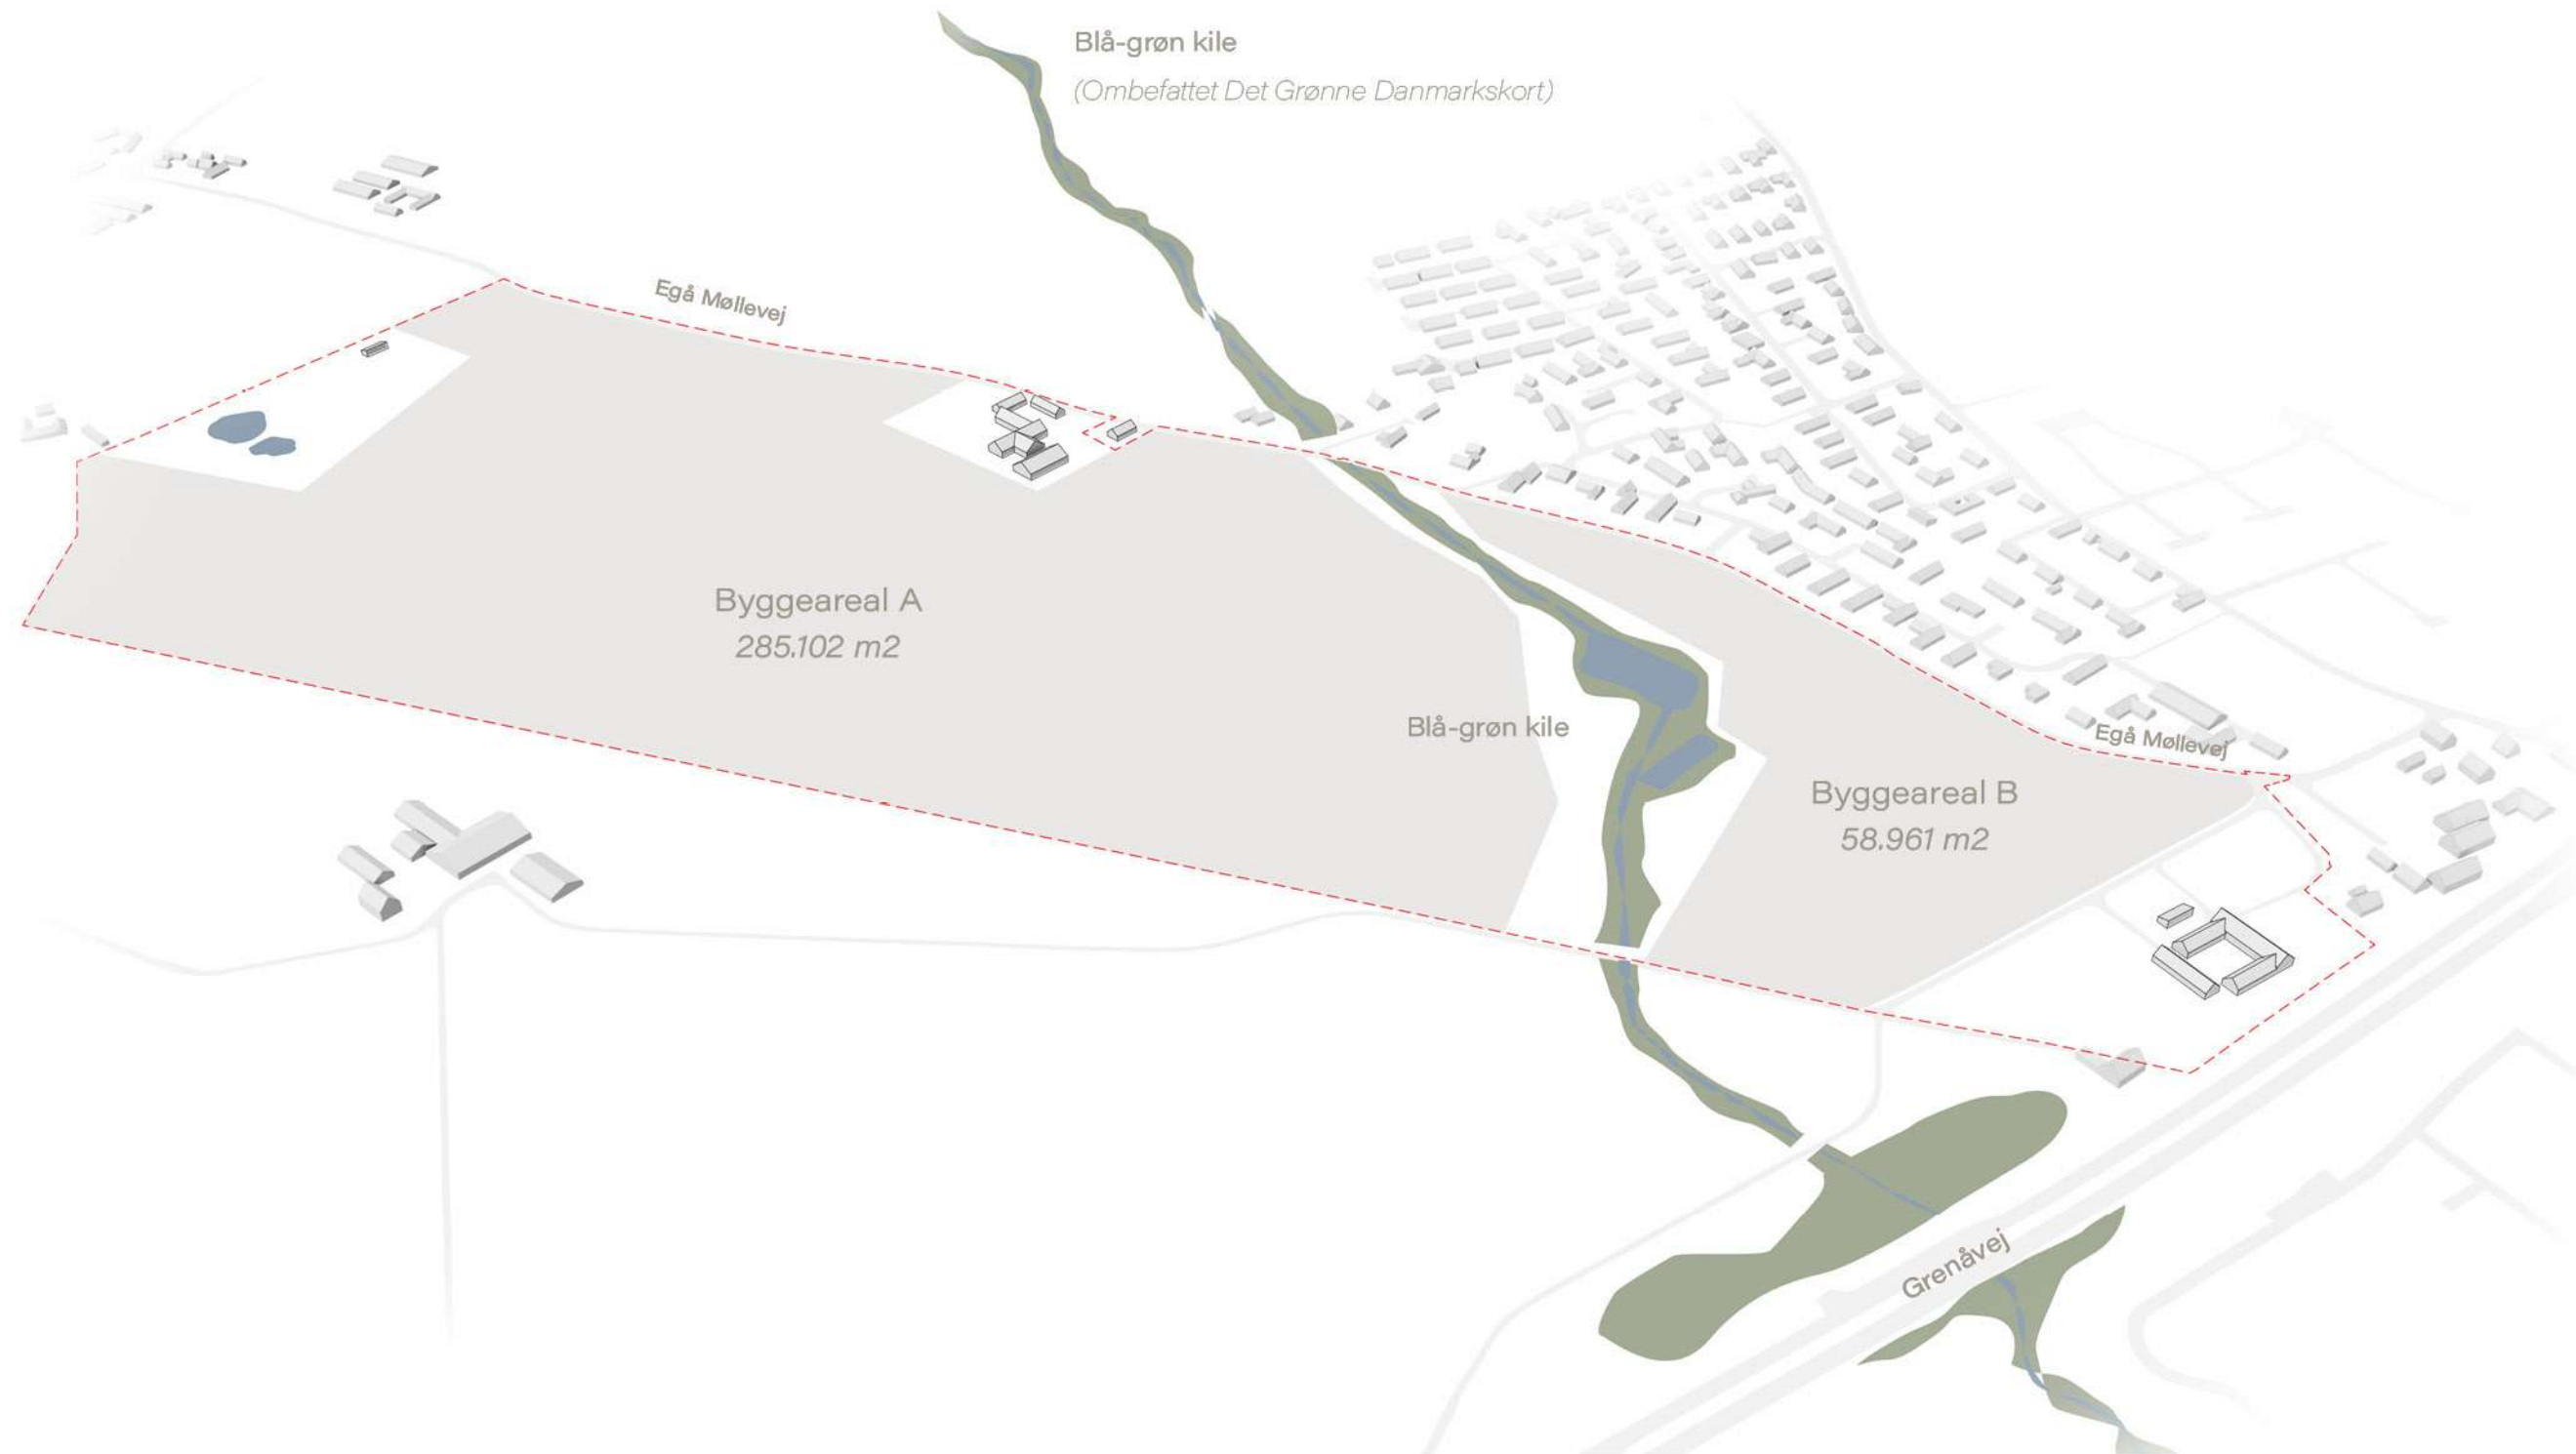 Blå-grøn kile
(Ombefattet Det Grønne Danmarkskort)
Egå Møllevej
Byggeareal A
285.102 m2
Blå-grøn kile
Egå Møllevej
Byggeareal B
58.961 m2
Grenåvej